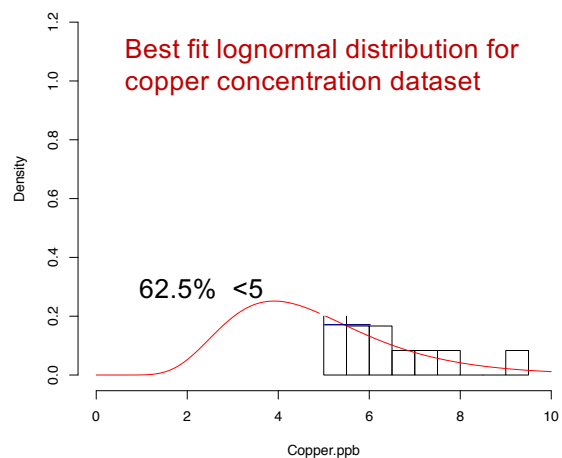 Best fit lognormal distribution for
copper concentration dataset
62.5% <5
Density
0.0 0.2 0.4 0.6 0.8 1.0 1.2
0 2 4 6 8 10
Copper.ppb